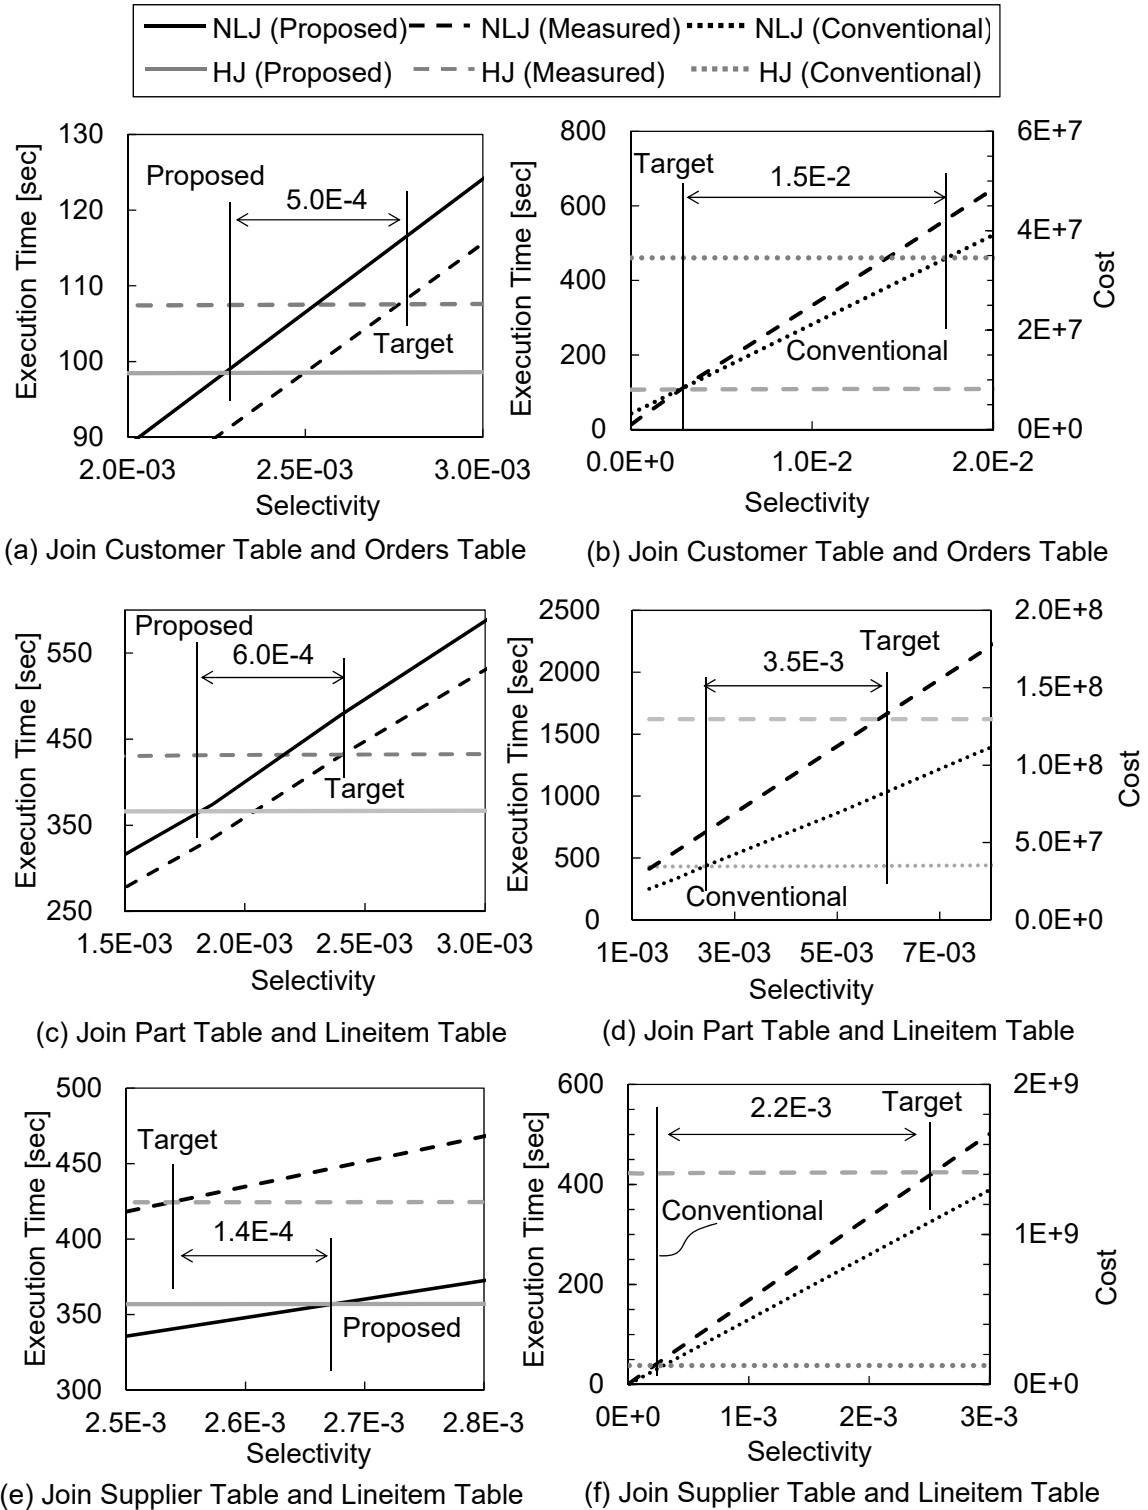 NLJ (Proposed) NLJ (Measured) NLJ (Conventional)
HJ (Proposed) HJ (Measured) HJ (Conventional)
130
120
110
100
90
Execution Time [sec]
Proposed
5.0E-4
Target
2.0E-03 2.5E-03 3.0E-03
Selectivity
(a) Join Customer Table and Orders Table
800
600
400
200
0
Execution Time [sec]
Target
1.5E-2
Conventional
6E+7
4E+7
2E+7
0E+0
Cost
0.0E+0 1.0E-2 2.0E-2
Selectivity
(b) Join Customer Table and Orders Table
550
450
350
250
Execution Time [sec]
Proposed
6.0E-4
Target
1.5E-03 2.0E-03 2.5E-03 3.0E-03
Selectivity
(c) Join Part Table and Lineitem Table
2500
2000
1500
1000
500
0
Execution Time [sec]
Target
3.5E-3
Conventional
2.0E+8
1.5E+8
1.0E+8
5.0E+7
0.0E+0
Cost
1E-03 3E-03 5E-03 7E-03
Selectivity
(d) Join Part Table and Lineitem Table
500
450
400
350
300
Execution Time [sec]
Target
1.4E-4
Proposed
2.5E-3 2.6E-3 2.7E-3 2.8E-3
Selectivity
(e) Join Supplier Table and Lineitem Table
600
400
200
0
Execution Time [sec]
2.2E-3
Target
Conventional
2E+9
1E+9
0E+0
Cost
0E+0 1E-3 2E-3 3E-3
Selectivity
(f) Join Supplier Table and Lineitem Table